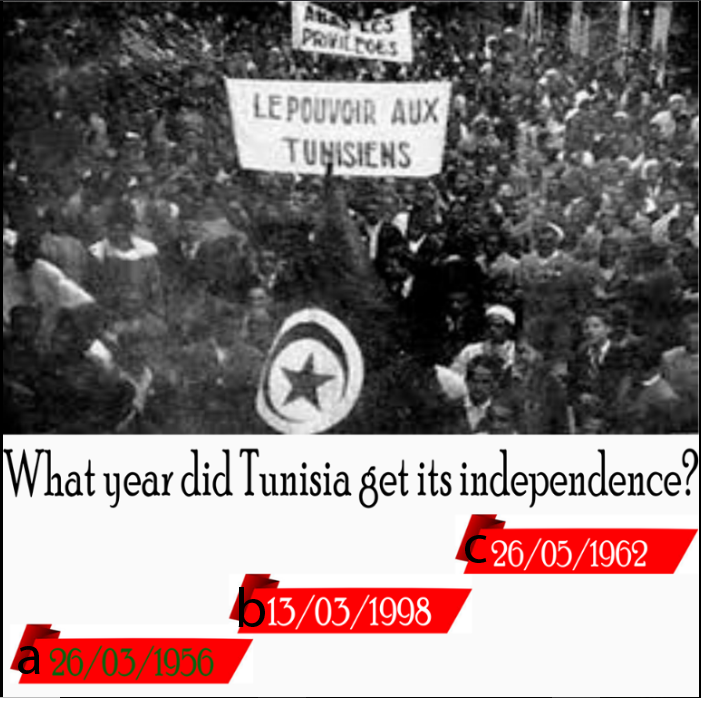 ABAS LES
PRIVILEGES
LE POUVOIR AUX
TUNISIENS
What year did Tunisia get its independence?
c 26/05/1962
b 13/03/1998
a 26/03/1956